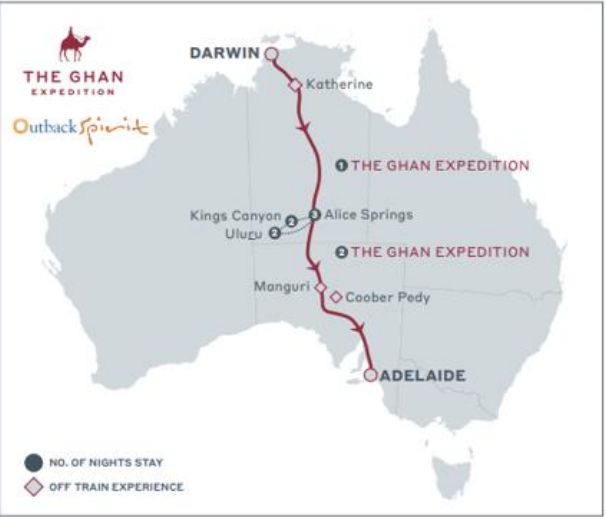 THE GHAN
EXPEDITION
Outback Spirit
DARWIN
Katherine
1 THE GHAN EXPEDITION
Kings Canyon 2
3 Alice Springs
Uluru 2
2 THE GHAN EXPEDITION
Manguri
Coober Pedy
ADELAIDE
NO. OF NIGHTS STAY
OFF TRAIN EXPERIENCE